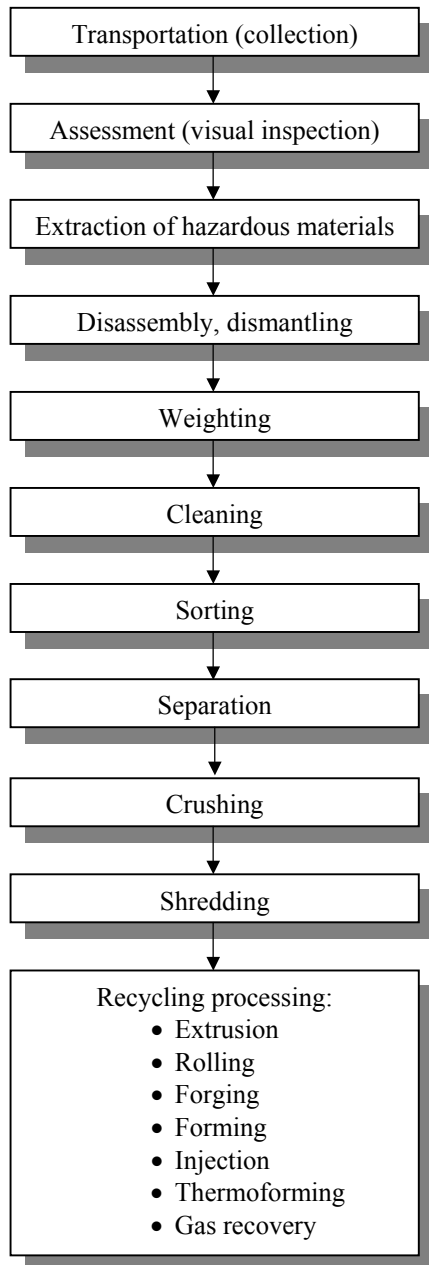 Transportation (collection)
Assessment (visual inspection)
Extraction of hazardous materials
Disassembly, dismantling
Weighting
Cleaning
Sorting
Separation
Crushing
Shredding
Recycling processing:
• Extrusion
• Rolling
• Forging
• Forming
• Injection
• Thermoforming
• Gas recovery